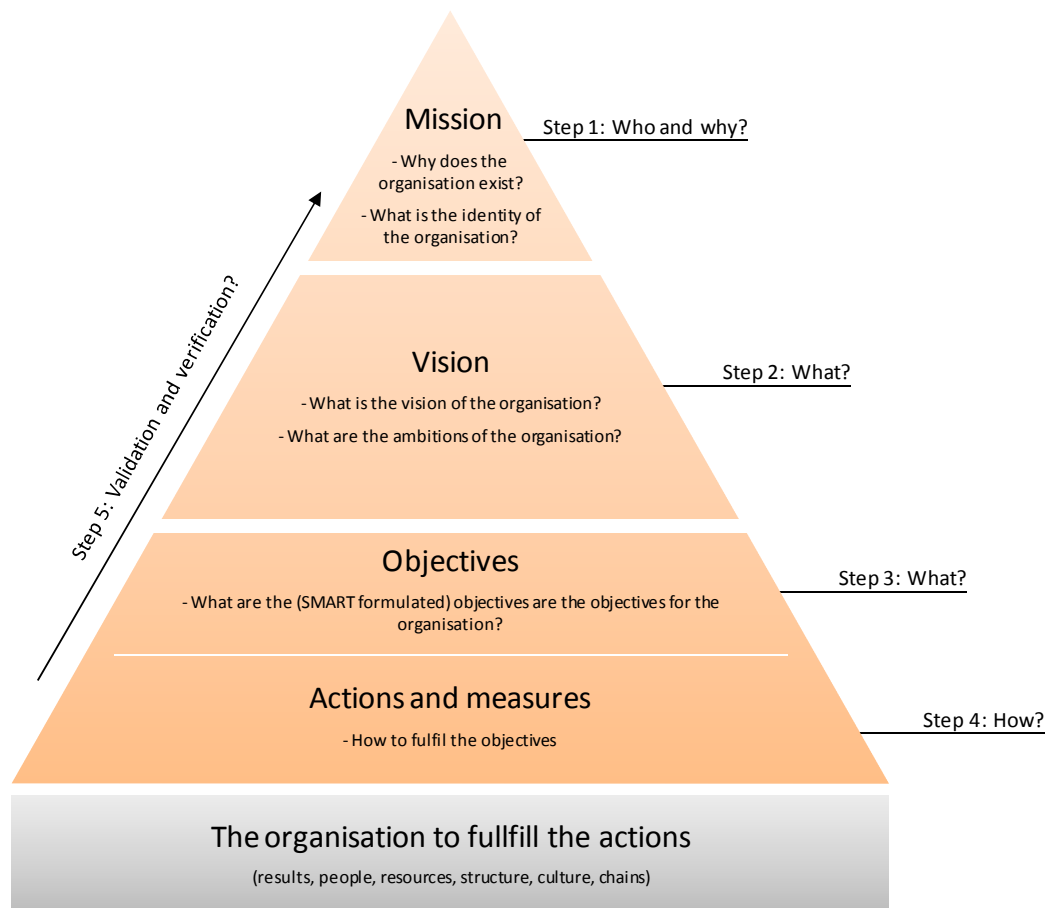 Mission
Step 1: Who and why?
- Why does the
organisation exist?
- What is the identity of
the organisation?
Step 5: Validation and verification?
Vision
Step 2: What?
- What is the vision of the organisation?
- What are the ambitions of the organisation?
Objectives
Step 3: What?
- What are the (SMART formulated) objectives are the objectives for the
organisation?
Actions and measures
Step 4: How?
- How to fulfil the objectives
The organisation to fullfill the actions
(results, people, resources, structure, culture, chains)